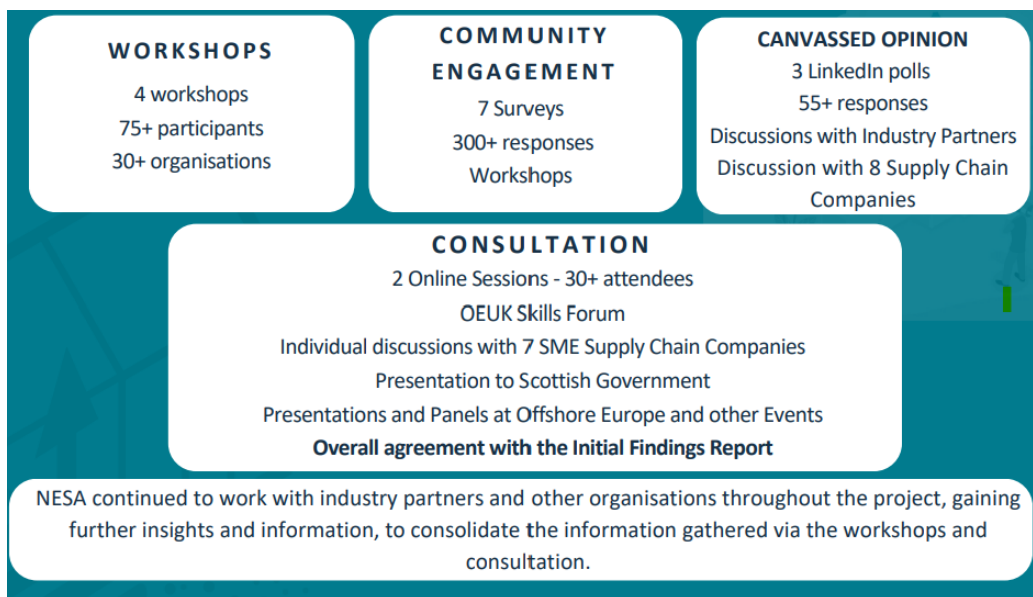 WORKSHOPS
4 workshops
75+ participants
30+ organisations
COMMUNITY
ENGAGEMENT
7 Surveys
300+ responses
Workshops
CANVASSED OPINION
3 LinkedIn polls
55+ responses
Discussions with Industry Partners
Discussion with 8 Supply Chain
Companies
CONSULTATION
2 Online Sessions - 30+ attendees
OEUK Skills Forum
Individual discussions with 7 SME Supply Chain Companies
Presentation to Scottish Government
Presentations and Panels at Offshore Europe and other Events
Overall agreement with the Initial Findings Report
NESA continued to work with industry partners and other organisations throughout the project, gaining
further insights and information, to consolidate the information gathered via the workshops and
consultation.